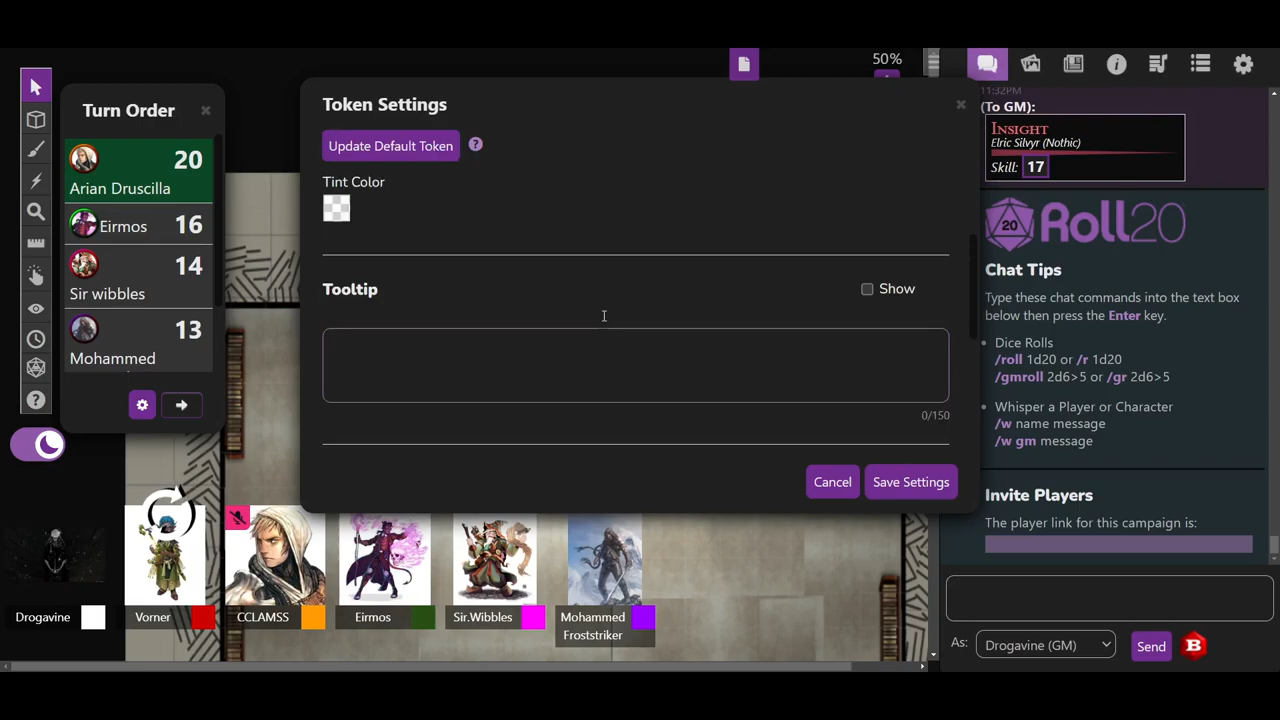 50%
Turn Order
20
Arian Druscilla
Eirmos 16
14
Sir wibbles
13
Mohammed
Token Settings
Update Default Token ?
Tint Color
Tooltip
Show
0/150
Cancel
Save Settings
11:32PM
(To GM):
INSIGHT
Elric Silvyr (Nothic)
Skill: 17
20 Roll20
Chat Tips
Type these chat commands into the text box
below then press the Enter key.
Dice Rolls
/roll 1d20 or /r 1d20
/gmroll 2d6>5 or /gr 2d6>5
Whisper a Player or Character
/w name message
/w gm message
Invite Players
The player link for this campaign is:
As:
Drogavine (GM)
Send
B
Drogavine
Vorner
CCLAMSS
Eirmos
Sir.Wibbles
Mohammed
Froststriker